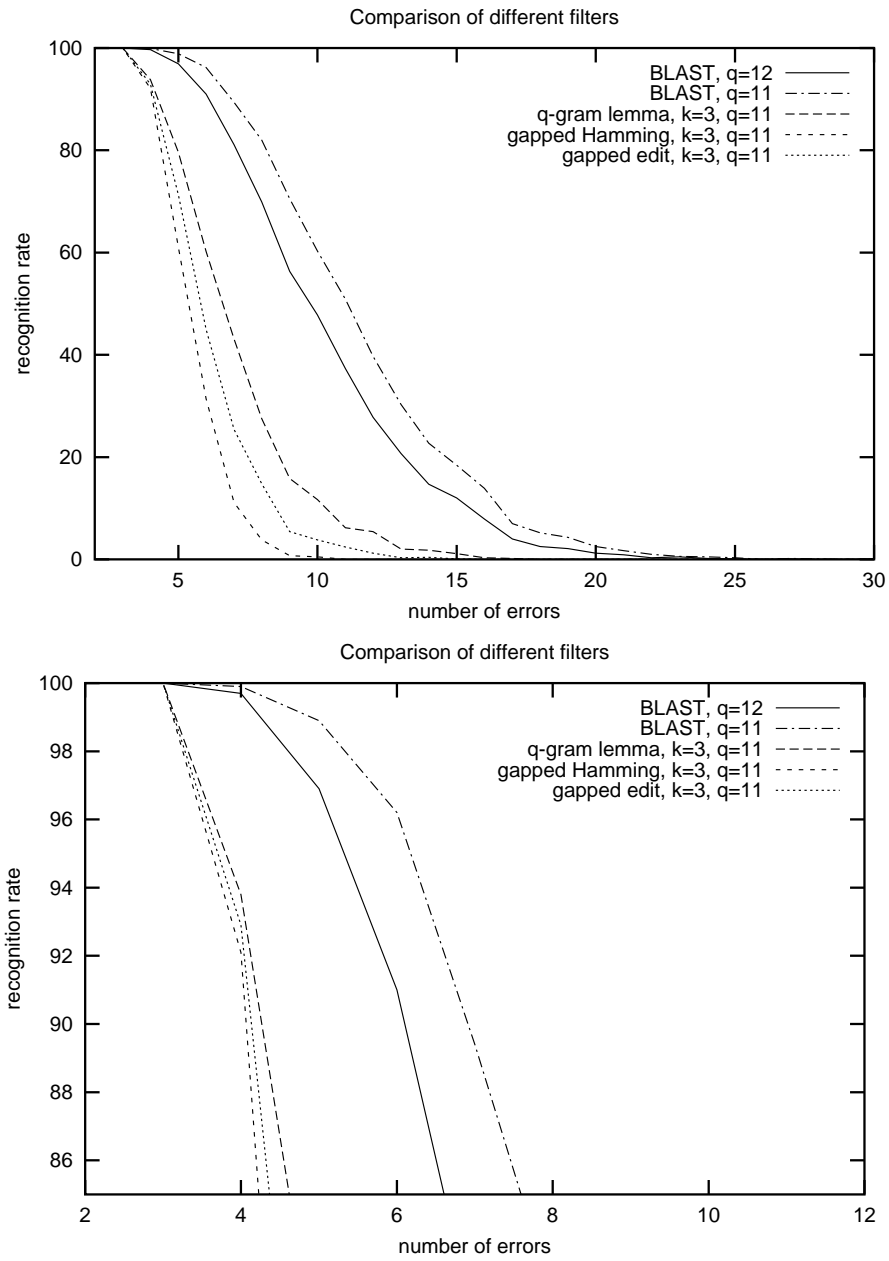 Comparison of different filters
100
80
60
40
20
0
recognition rate
BLAST, q=12
BLAST, q=11
q-gram lemma, k=3, q=11
gapped Hamming, k=3, q=11
gapped edit, k=3, q=11
5 10 15 20 25 30
number of errors
Comparison of different filters
100
98
96
94
92
90
88
86
recognition rate
BLAST, q=12
BLAST, q=11
q-gram lemma, k=3, q=11
gapped Hamming, k=3, q=11
gapped edit, k=3, q=11
2 4 6 8 10 12
number of errors